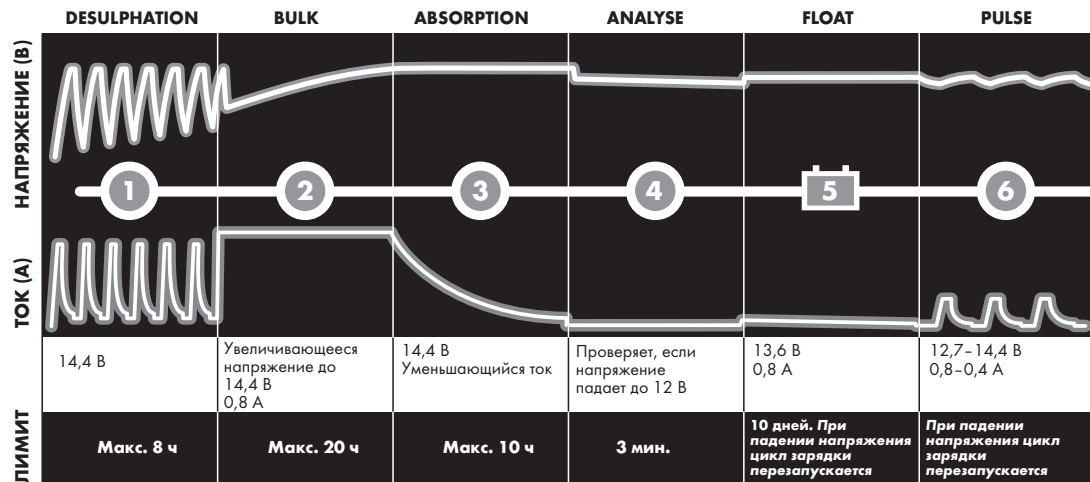 DESULPHATION BULK ABSORPTION ANALYSE FLOAT PULSE
НАПРЯЖЕНИЕ (В)
1 2 3 4 5 6
ТОК (А)
14,4 В
Увеличивающееся
напряжение до
14,4 В
0,8 А
14,4 В
Уменьшающийся ток
Проверяет, если
напряжение
падает до 12 В
13,6 В
0,8 А
12,7–14,4 В
0,8–0,4 А
ЛИМИТ
Макс. 8 ч
Макс. 20 ч
Макс. 10 ч
3 мин.
10 дней. При
падении напряжения
цикл зарядки
перезапускается
При падении
напряжения цикл
зарядки
перезапускается